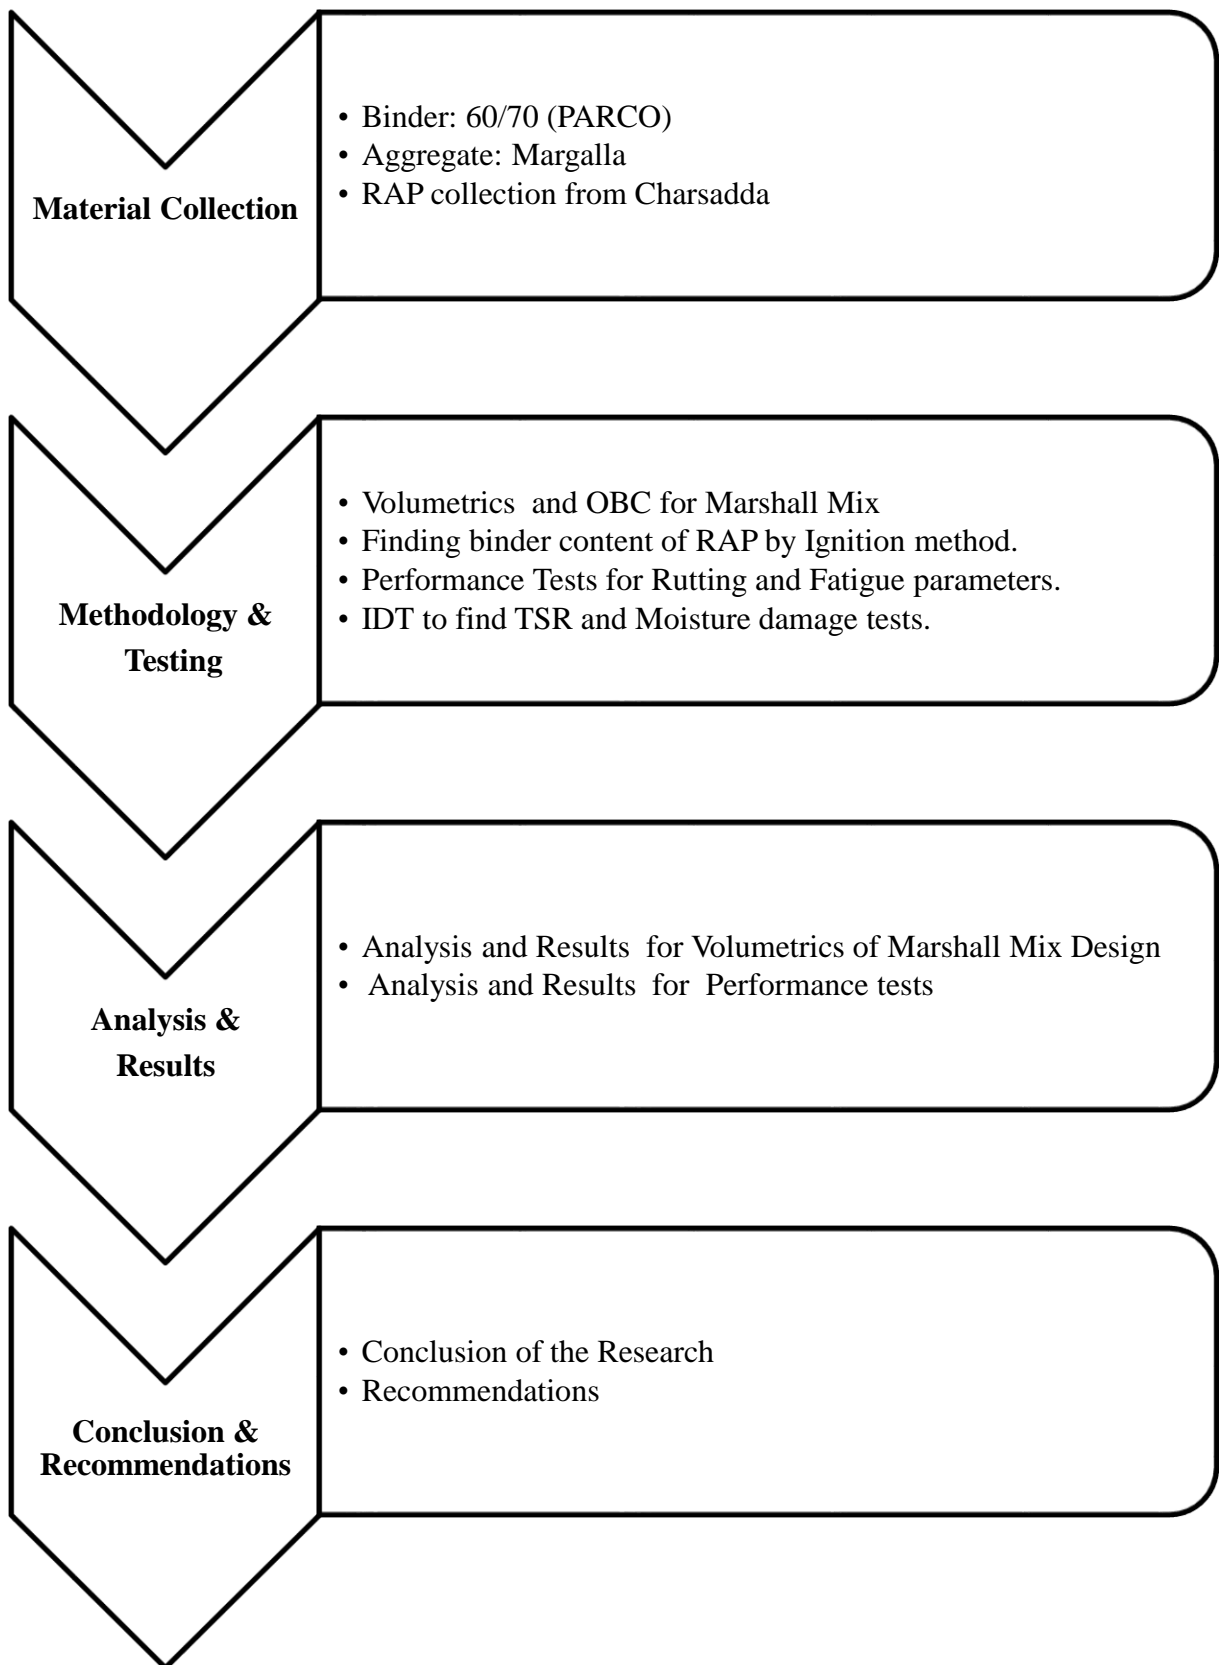 Material Collection
• Binder: 60/70 (PARCO)
• Aggregate: Margalla
• RAP collection from Charsadda
Methodology &
Testing
• Volumetrics and OBC for Marshall Mix
• Finding binder content of RAP by Ignition method.
• Performance Tests for Rutting and Fatigue parameters.
• IDT to find TSR and Moisture damage tests.
Analysis &
Results
• Analysis and Results for Volumetrics of Marshall Mix Design
• Analysis and Results for Performance tests
Conclusion &
Recommendations
• Conclusion of the Research
• Recommendations